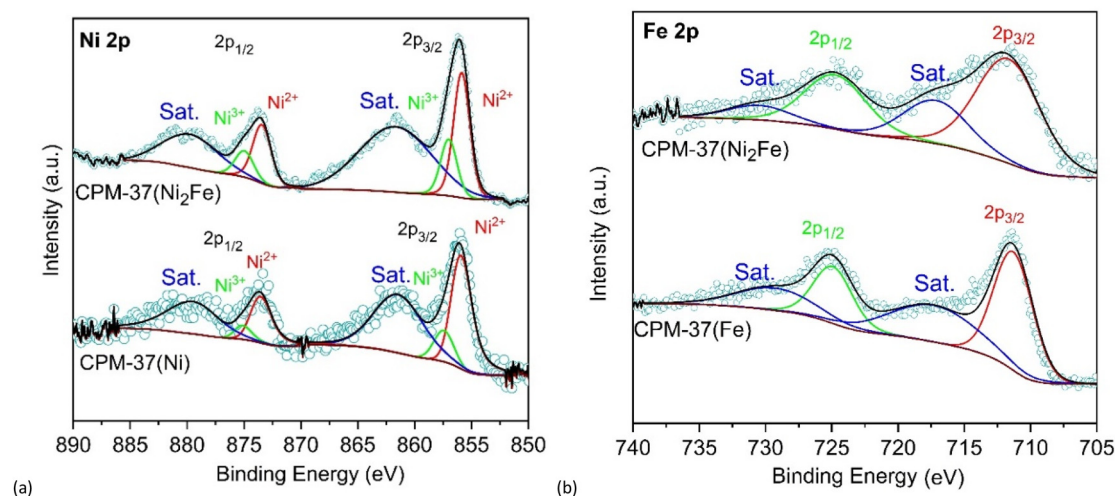 Ni 2p
2p₁/₂
2p₃/₂
Sat.
Ni³⁺
Ni²⁺
Sat.
Ni³⁺
Ni²⁺
CPM-37(Ni₂Fe)
2p₁/₂
2p₃/₂
Ni²⁺
Sat.
Ni³⁺
Ni²⁺
Sat.
Ni³⁺
CPM-37(Ni)
Intensity (a.u.)
890 885 880 875 870 865 860 855 850
Binding Energy (eV)
(a)
Fe 2p
2p₁/₂
2p₃/₂
Sat.
Sat.
CPM-37(Ni₂Fe)
2p₁/₂
2p₃/₂
Sat.
Sat.
CPM-37(Fe)
Intensity (a.u.)
740 735 730 725 720 715 710 705
Binding Energy (eV)
(b)